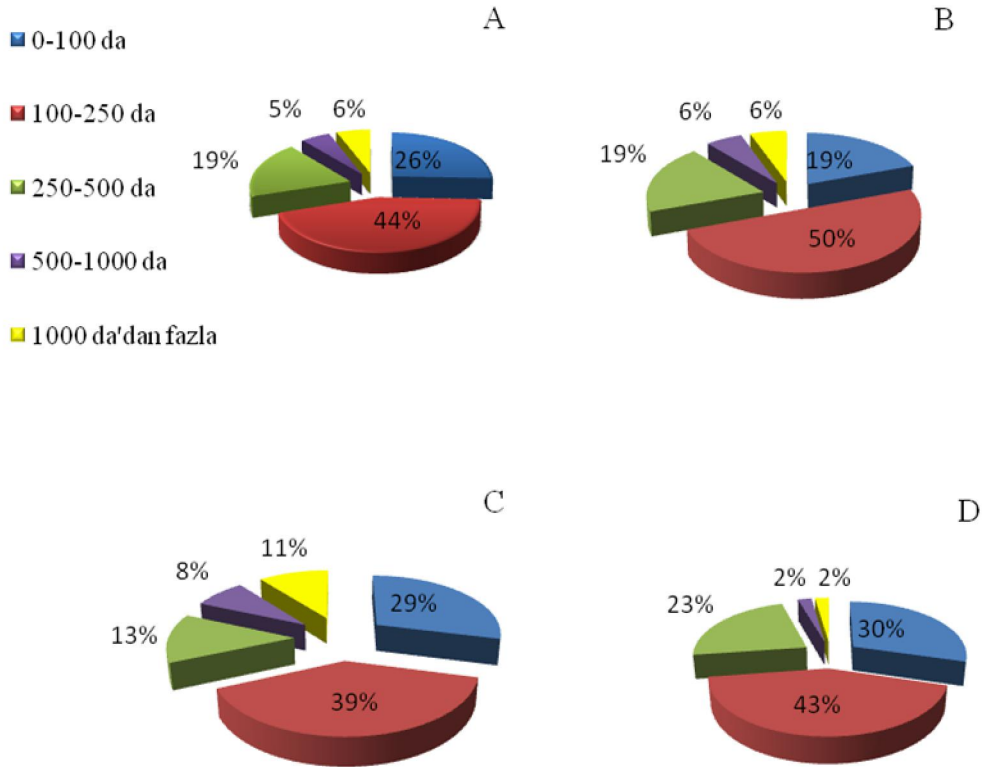 A
B
0-100 da
100-250 da
250-500 da
500-1000 da
1000 da'dan fazla
5%
6%
19%
26%
44%
6%
6%
19%
19%
50%
C
D
11%
8%
13%
29%
39%
2%
2%
23%
30%
43%